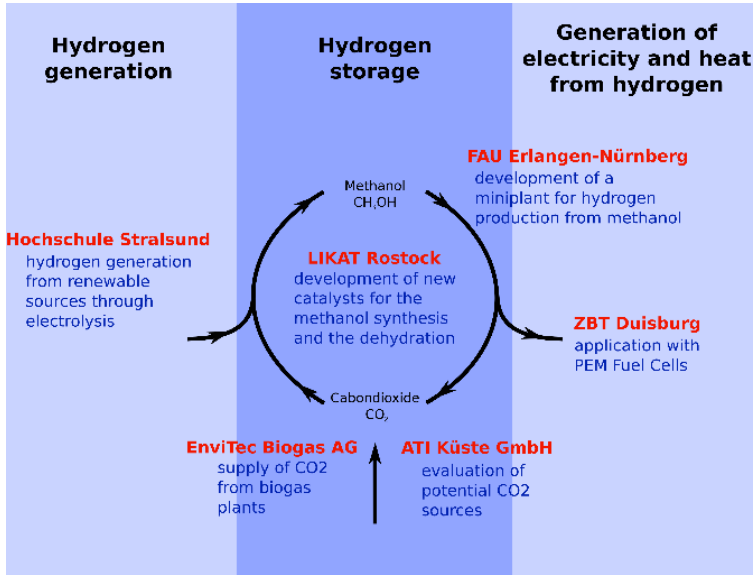 Hydrogen
generation
Hydrogen
storage
Generation of
electricity and heat
from hydrogen
FAU Erlangen-Nürnberg
development of a
miniplant for hydrogen
production from methanol
Methanol
CH₃OH
Hochschule Stralsund
hydrogen generation
from renewable
sources through
electrolysis
LIKAT Rostock
development of new
catalysts for the
methanol synthesis
and the dehydration
ZBT Duisburg
application with
PEM Fuel Cells
Cabondioxide
CO₂
EnviTec Biogas AG
supply of CO2
from biogas
plants
ATI Küste GmbH
evaluation of
potential CO2
sources